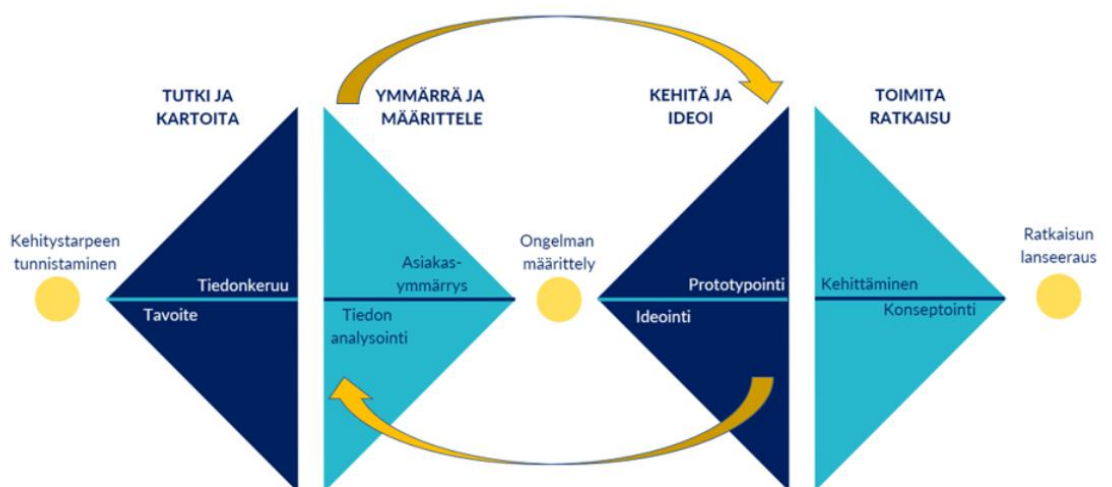 TUTKI JA
KARTOITA
YMMÄRRÄ JA
MÄÄRITTELE
KEHITÄ JA
IDEOI
TOIMITA
RATKAISU
Kehitystarpeen
tunnistaminen
Tiedonkeruu
Tavoite
Asiakas-
ymmärrys
Tiedon
analysointi
Ongelman
määrittely
Prototypointi
Ideointi
Kehittäminen
Konseptointi
Ratkaisun
lanseeraus